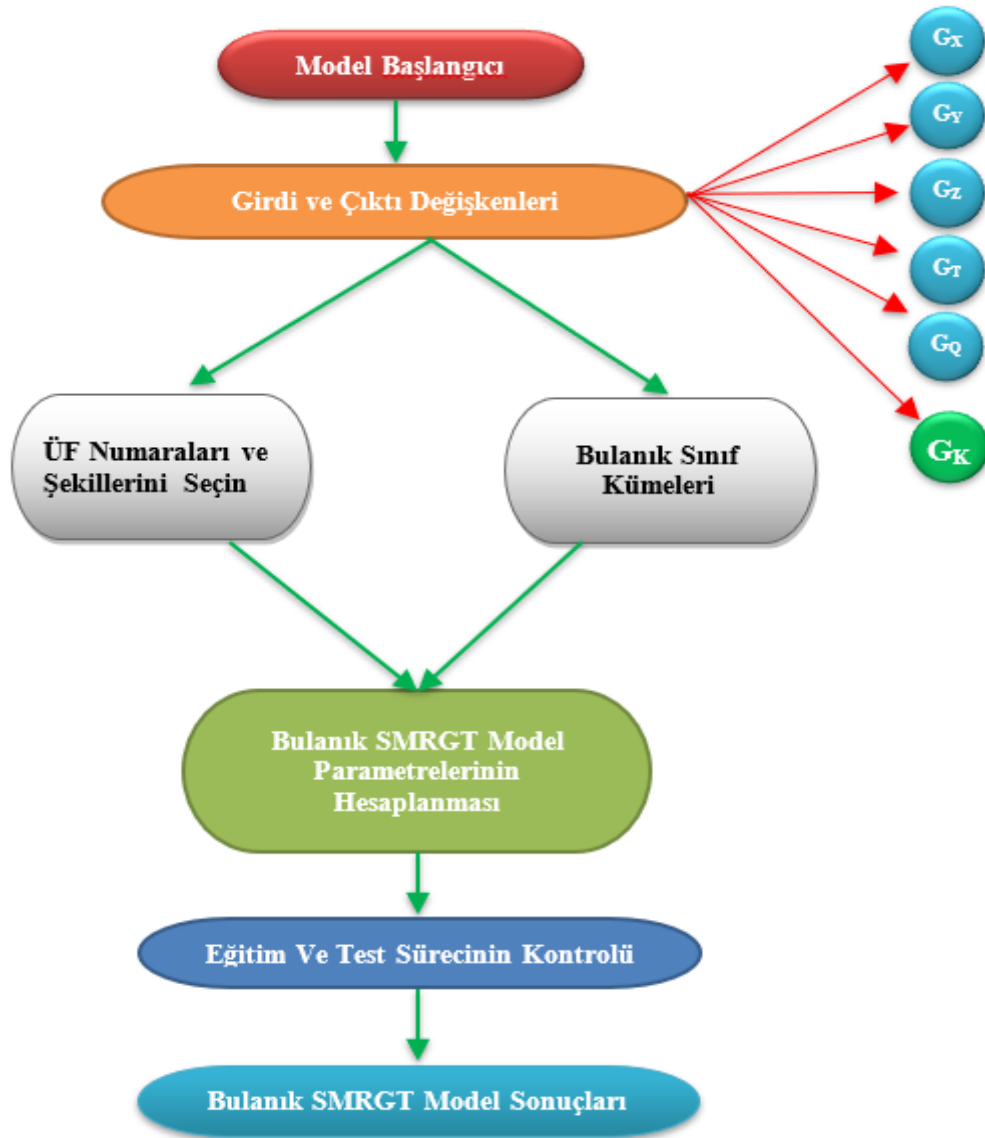 Model Başlangıcı
Girdi ve Çıktı Değişkenleri
GX
GY
GZ
GT
GQ
GK
ÜF Numaraları ve
Şekillerini Seçin
Bulanık Sınıf
Kümeleri
Bulanık SMRGT Model
Parametrelerinin
Hesaplanması
Eğitim Ve Test Sürecinin Kontrolü
Bulanık SMRGT Model Sonuçları